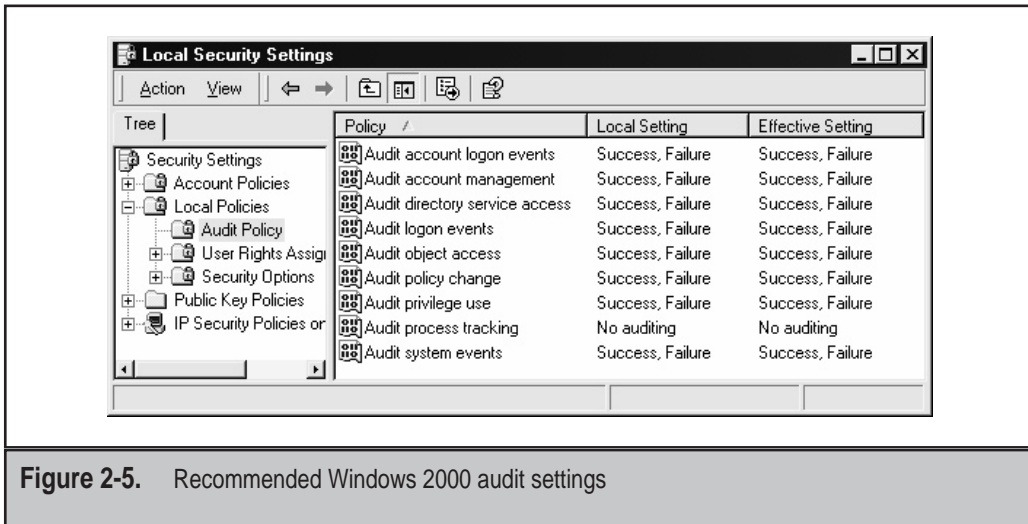 Local Security Settings
Action View
Tree
Policy Local Setting Effective Setting
Security Settings
Account Policies
Local Policies
Audit Policy
User Rights Assig
Security Options
Public Key Policies
IP Security Policies or
Audit account logon events Success, Failure Success, Failure
Audit account management Success, Failure Success, Failure
Audit directory service access Success, Failure Success, Failure
Audit logon events Success, Failure Success, Failure
Audit object access Success, Failure Success, Failure
Audit policy change Success, Failure Success, Failure
Audit privilege use Success, Failure Success, Failure
Audit process tracking No auditing No auditing
Audit system events Success, Failure Success, Failure
Figure 2-5. Recommended Windows 2000 audit settings